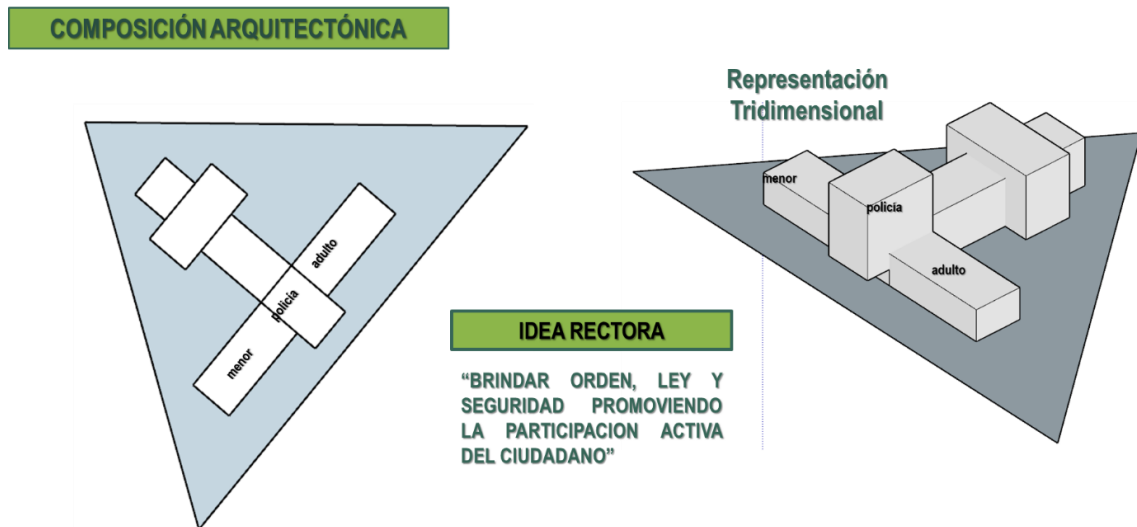 COMPOSICIÓN ARQUITECTÓNICA
adulto
policía
menor
Representación
Tridimensional
menor
policía
adulto
IDEA RECTORA
“BRINDAR ORDEN, LEY Y
SEGURIDAD PROMOVIENDO
LA PARTICIPACION ACTIVA
DEL CIUDADANO”